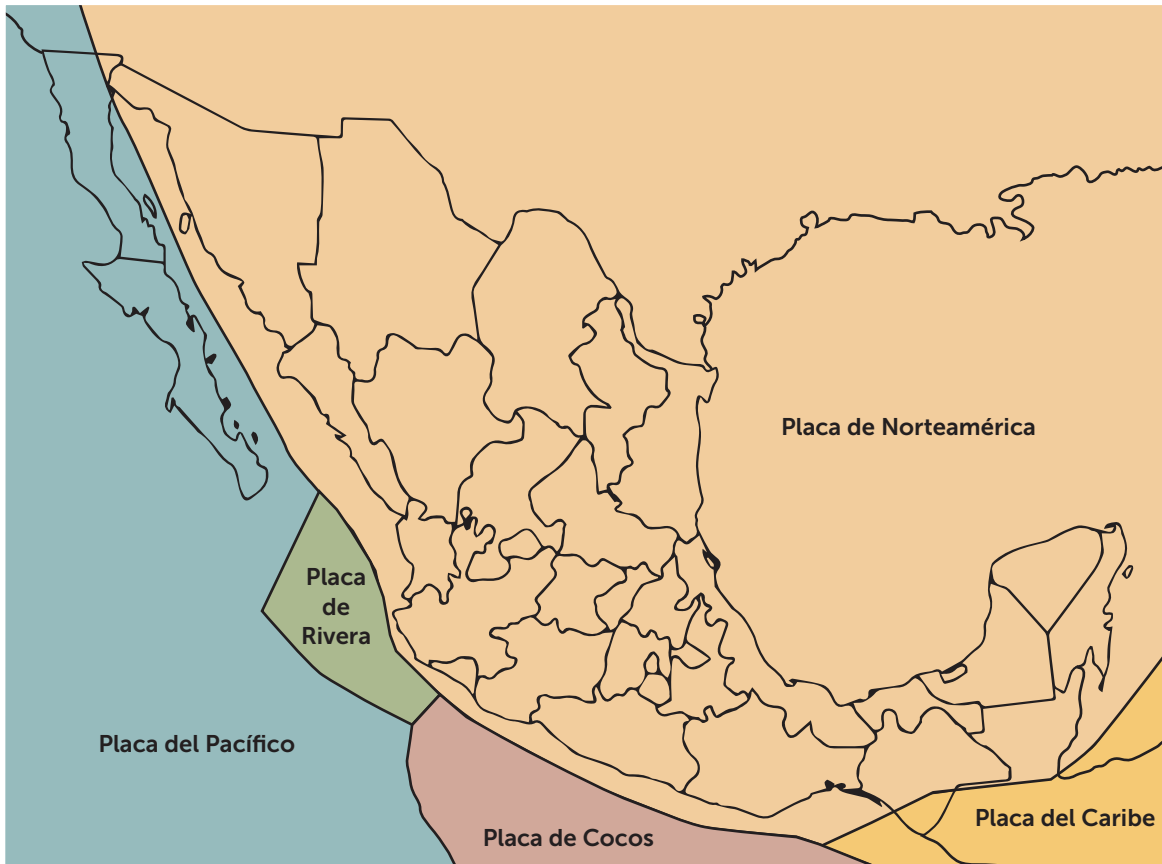 Placa de Norteamérica
Placa
de
Rivera
Placa del Pacífico
Placa de Cocos
Placa del Caribe